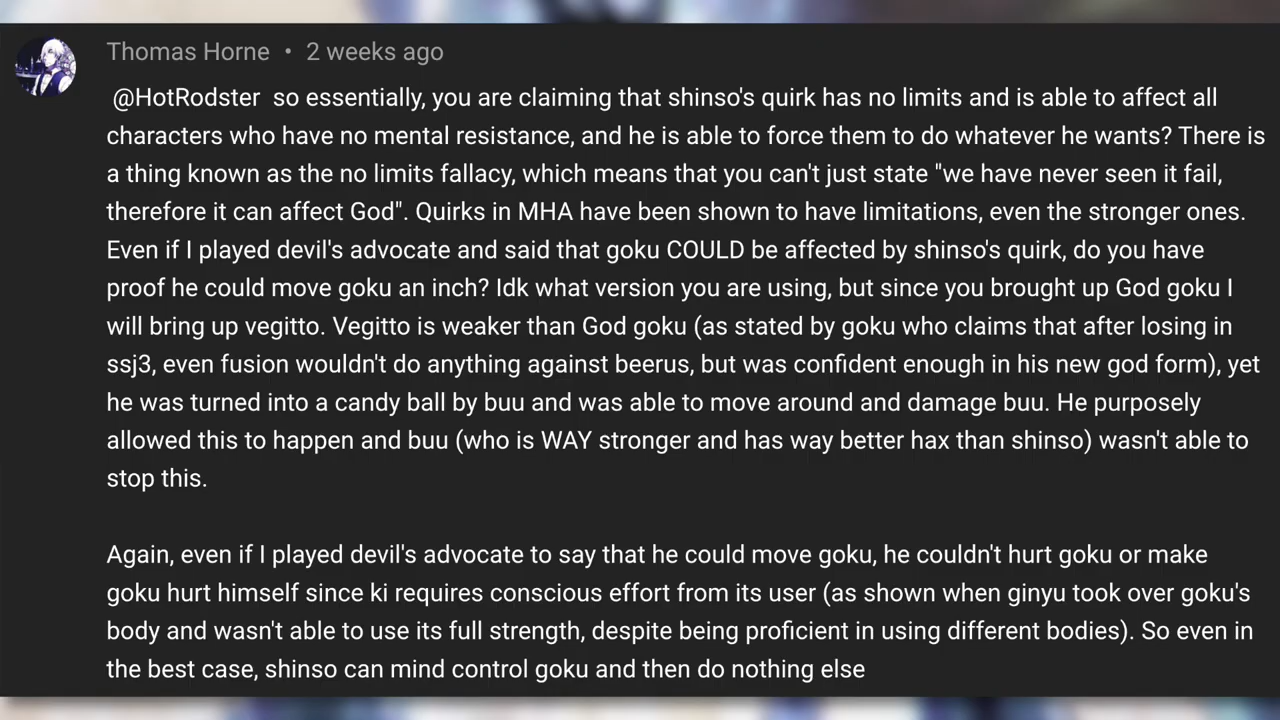 Thomas Horne • 2 weeks ago
@HotRodster so essentially, you are claiming that shinso's quirk has no limits and is able to affect all
characters who have no mental resistance, and he is able to force them to do whatever he wants? There is
a thing known as the no limits fallacy, which means that you can't just state "we have never seen it fail,
therefore it can affect God". Quirks in MHA have been shown to have limitations, even the stronger ones.
Even if I played devil's advocate and said that goku COULD be affected by shinso's quirk, do you have
proof he could move goku an inch? Idk what version you are using, but since you brought up God goku I
will bring up vegitto. Vegitto is weaker than God goku (as stated by goku who claims that after losing in
ssj3, even fusion wouldn't do anything against beerus, but was confident enough in his new god form), yet
he was turned into a candy ball by buu and was able to move around and damage buu. He purposely
allowed this to happen and buu (who is WAY stronger and has way better hax than shinso) wasn't able to
stop this.
Again, even if I played devil's advocate to say that he could move goku, he couldn't hurt goku or make
goku hurt himself since ki requires conscious effort from its user (as shown when ginyu took over goku's
body and wasn't able to use its full strength, despite being proficient in using different bodies). So even in
the best case, shinso can mind control goku and then do nothing else